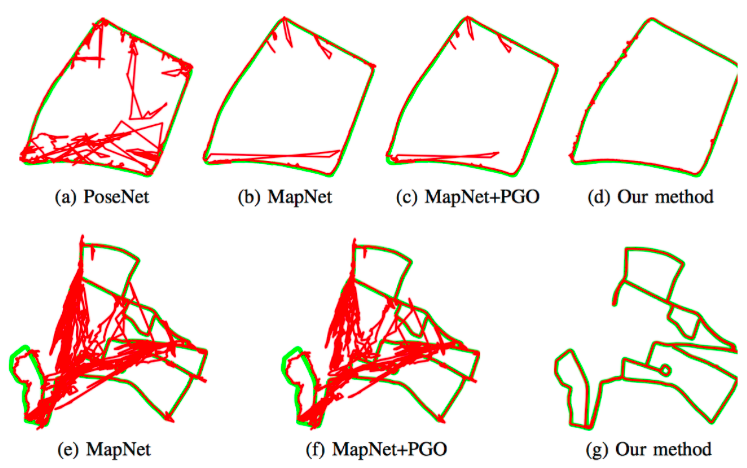 (a) PoseNet
(b) MapNet
(c) MapNet+PGO
(d) Our method
(e) MapNet
(f) MapNet+PGO
(g) Our method